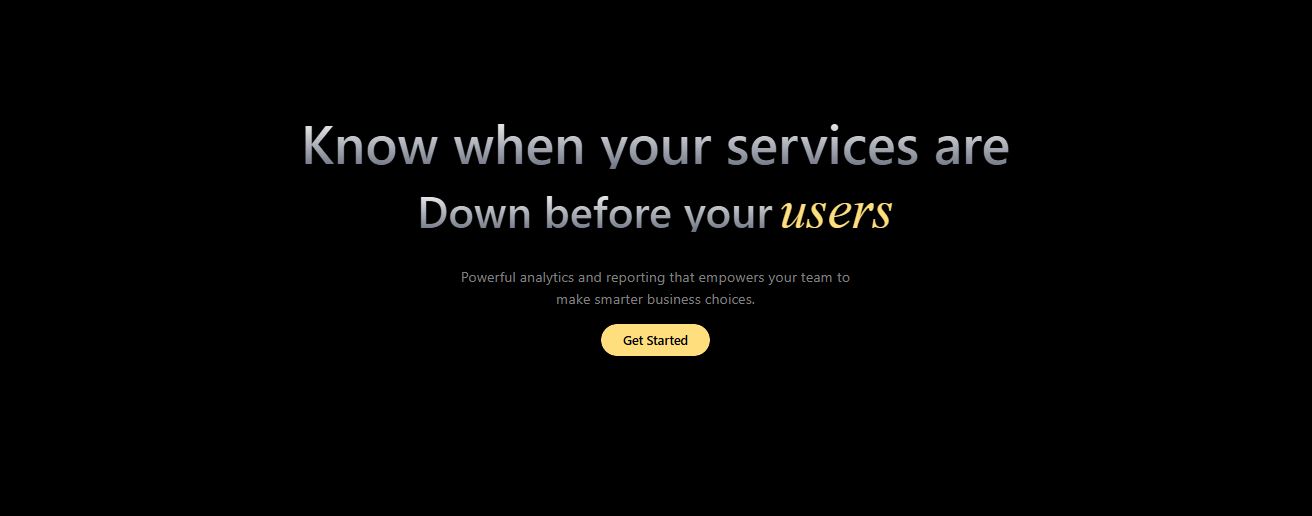 Know when your services are
Down before your users
Powerful analytics and reporting that empowers your team to
make smarter business choices.
Get Started